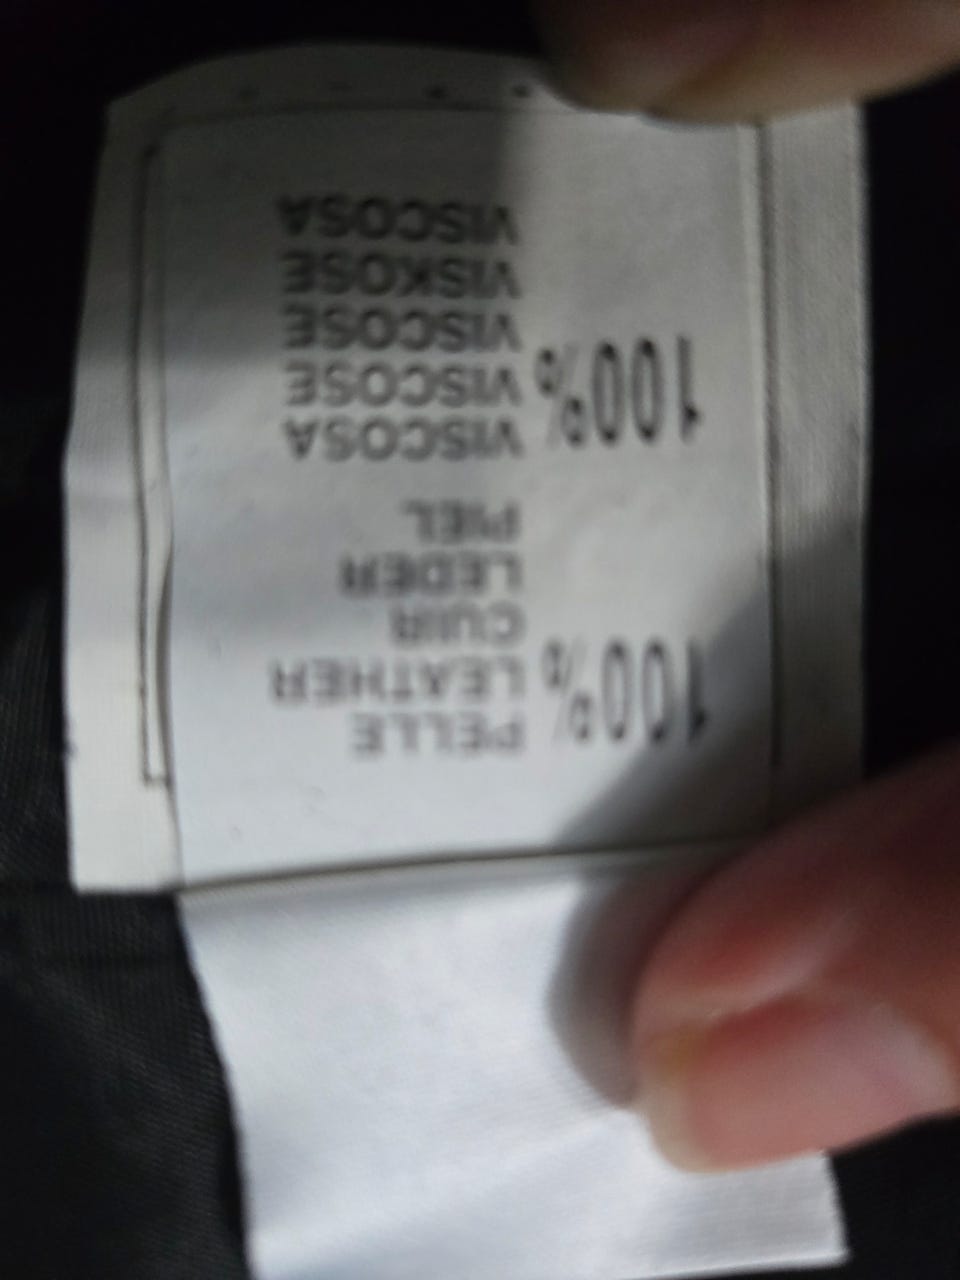 100% PELLE
LEATHER
CUIR
LEDER
PIEL
100% VISCOSA
VISCOSE
VISCOSE
VISKOSE
VISCOSA